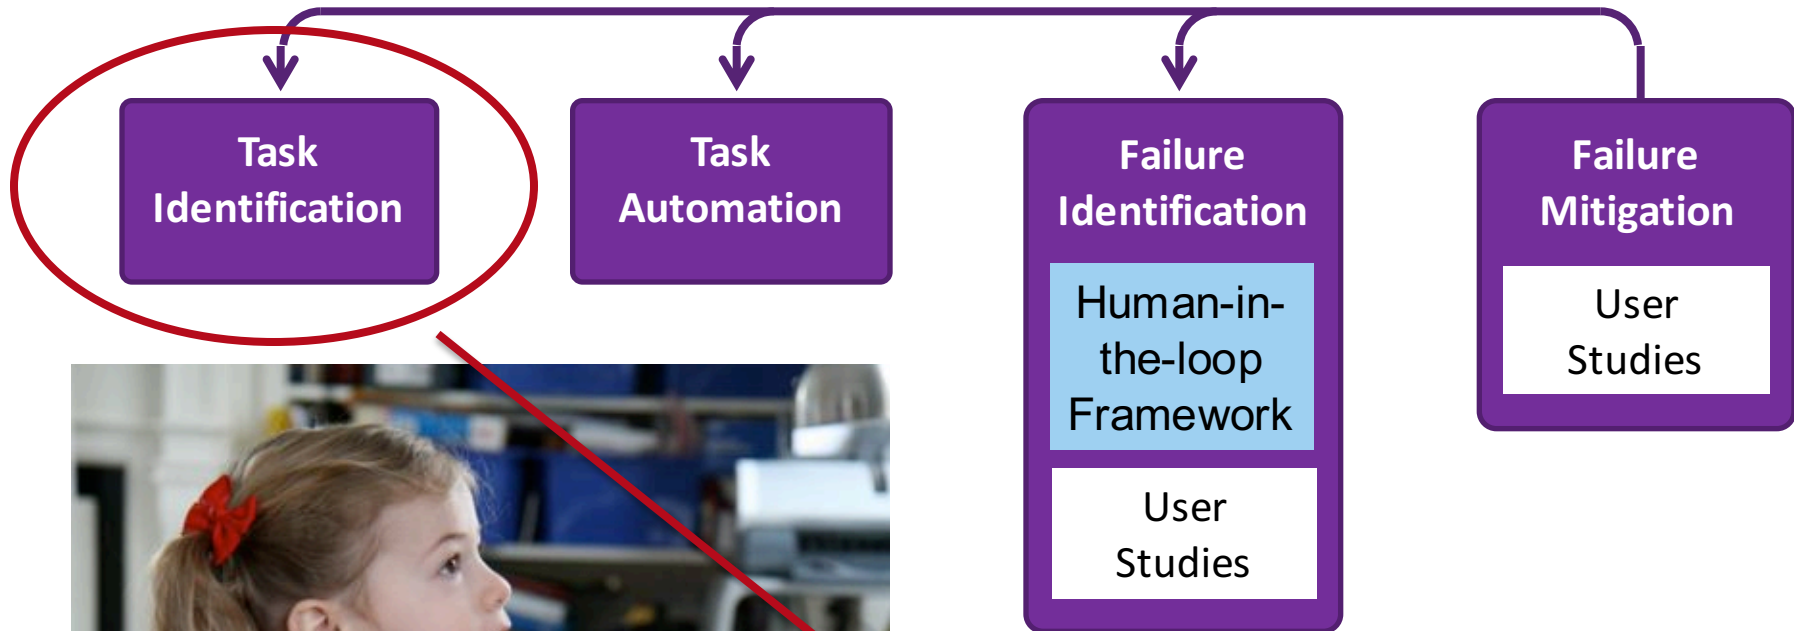 Task
Identification
Task
Automation
Failure
Identification
Human-in-
the-loop
Framework
User
Studies
Failure
Mitigation
User
Studies